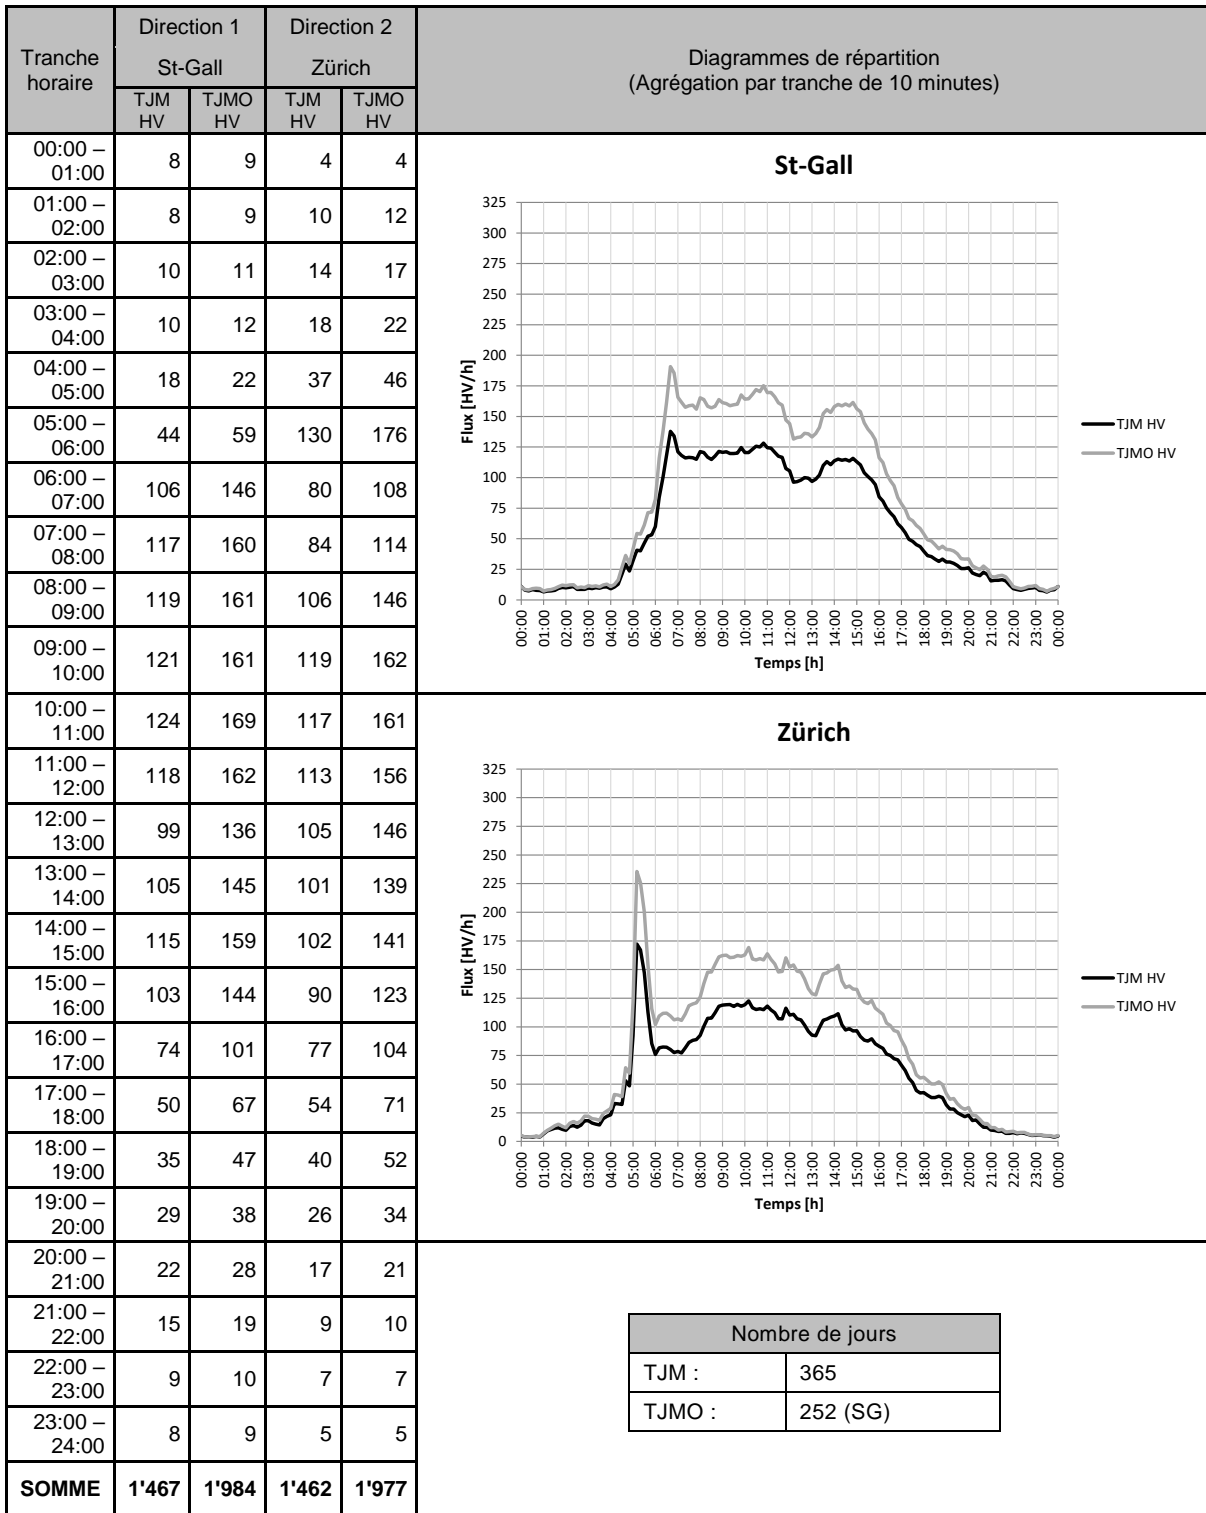 Tranche horaire
Direction 1
Direction 2
St-Gall
Zürich
TJM HV
TJMO HV
TJM HV
TJMO HV
Diagrammes de répartition
(Agrégation par tranche de 10 minutes)
00:00 – 01:00 8 9 4 4
01:00 – 02:00 8 9 10 12
02:00 – 03:00 10 11 14 17
03:00 – 04:00 10 12 18 22
04:00 – 05:00 18 22 37 46
05:00 – 06:00 44 59 130 176
06:00 – 07:00 106 146 80 108
07:00 – 08:00 117 160 84 114
08:00 – 09:00 119 161 106 146
09:00 – 10:00 121 161 119 162
10:00 – 11:00 124 169 117 161
11:00 – 12:00 118 162 113 156
12:00 – 13:00 99 136 105 146
13:00 – 14:00 105 145 101 139
14:00 – 15:00 115 159 102 141
15:00 – 16:00 103 144 90 123
16:00 – 17:00 74 101 77 104
17:00 – 18:00 50 67 54 71
18:00 – 19:00 35 47 40 52
19:00 – 20:00 29 38 26 34
20:00 – 21:00 22 28 17 21
21:00 – 22:00 15 19 9 10
22:00 – 23:00 9 10 7 7
23:00 – 24:00 8 9 5 5
SOMME 1'467 1'984 1'462 1'977
St-Gall
325
300
275
250
225
200
175
150
125
100
75
50
25
0
Flux [HV/h]
00:00 01:00 02:00 03:00 04:00 05:00 06:00 07:00 08:00 09:00 10:00 11:00 12:00 13:00 14:00 15:00 16:00 17:00 18:00 19:00 20:00 21:00 22:00 23:00 00:00
Temps [h]
TJM HV
TJMO HV
Zürich
325
300
275
250
225
200
175
150
125
100
75
50
25
0
Flux [HV/h]
00:00 01:00 02:00 03:00 04:00 05:00 06:00 07:00 08:00 09:00 10:00 11:00 12:00 13:00 14:00 15:00 16:00 17:00 18:00 19:00 20:00 21:00 22:00 23:00 00:00
Temps [h]
TJM HV
TJMO HV
Nombre de jours
TJM : 365
TJMO : 252 (SG)